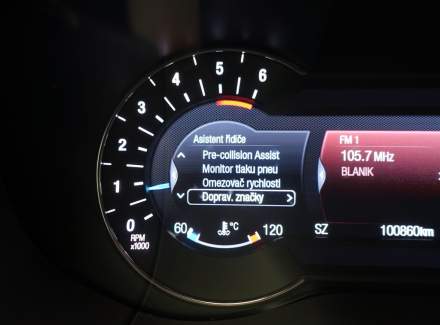 6
5
4
3
2
1
0
RPM
x1000
Asistent řidiče
Pre-collision Assist
Monitor tlaku pneu
Omezovač rychlosti
Doprav. značky
60
°C
120
FM 1
105.7 MHz
BLANIK
SZ
100860km